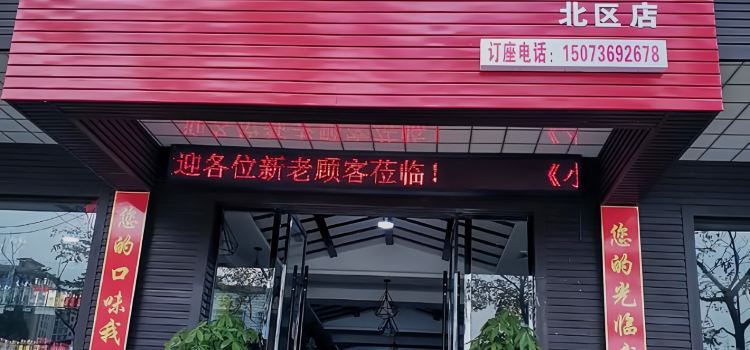 北区店
订座电话：15073692678
迎各位新老顾客莅临！ 《小
您的口味我
您的光临